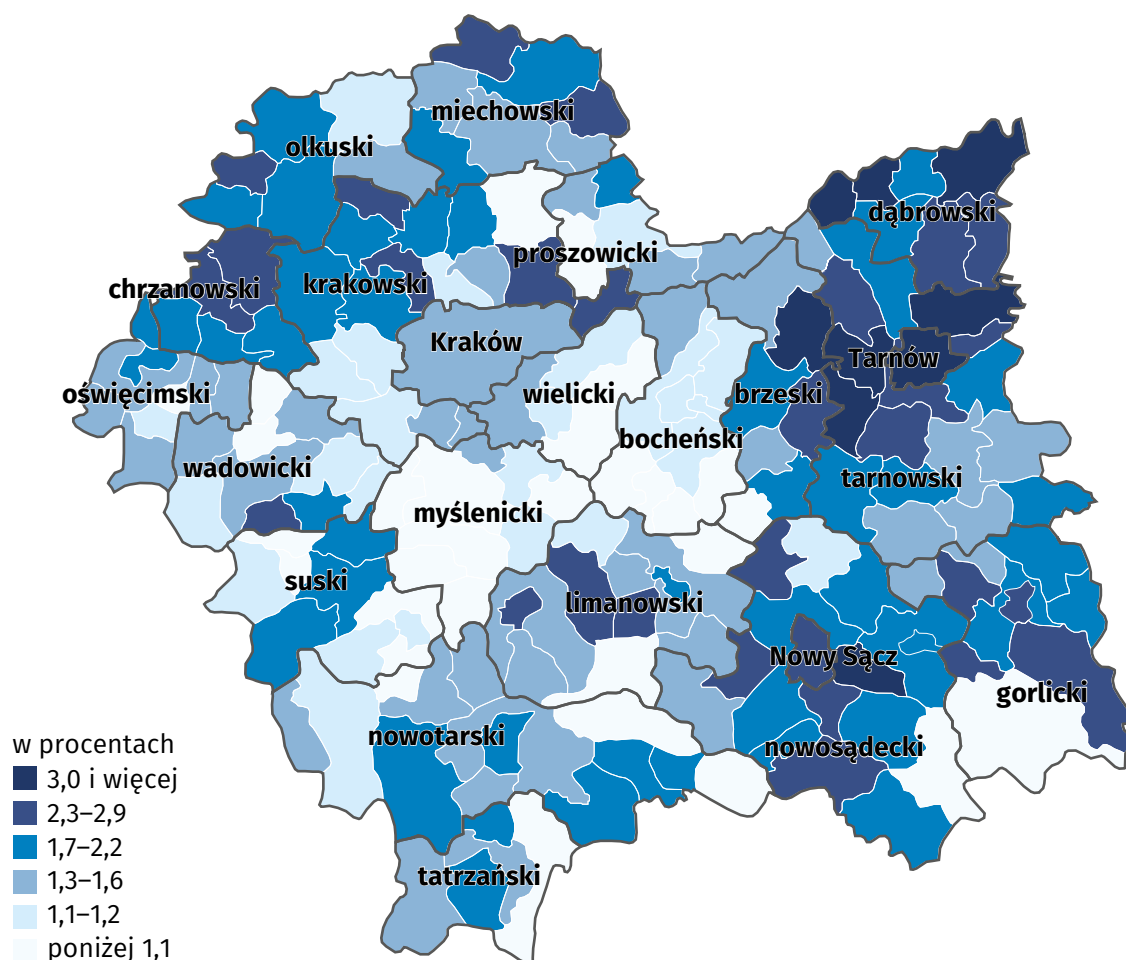 miechowski
olkuski
dąbrowski
proszowicki
chrzanowski
krakowski
Kraków
Tarnów
oświęcimski
wielicki
brzeski
bocheński
wadowicki
tarnowski
myślenicki
suski
limanowski
Nowy Sącz
gorlicki
nowotarski
nowosądecki
tatrzański
w procentach
3,0 i więcej
2,3–2,9
1,7–2,2
1,3–1,6
1,1–1,2
poniżej 1,1